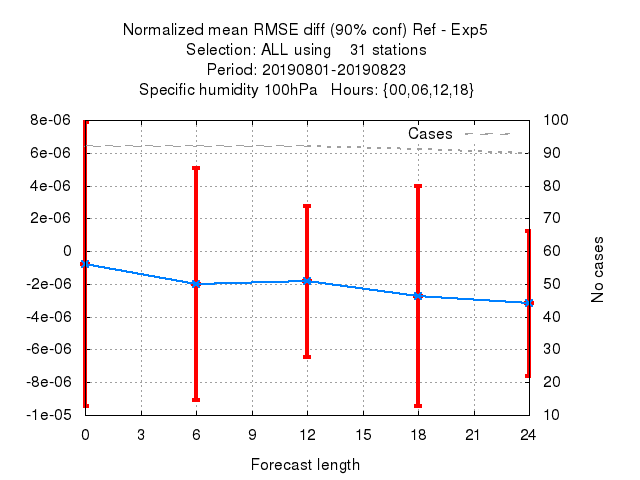 Normalized mean RMSE diff (90% conf) Ref - Exp5
Selection: ALL using 31 stations
Period: 20190801-20190823
Specific humidity 100hPa Hours: {00,06,12,18}
8e-06 100
Cases
6e-06 90
4e-06 80
2e-06 70
0 60
-2e-06 50
-4e-06 40
-6e-06 30
-8e-06 20
-1e-05 10
No cases
0 3 6 9 12 15 18 21 24
Forecast length